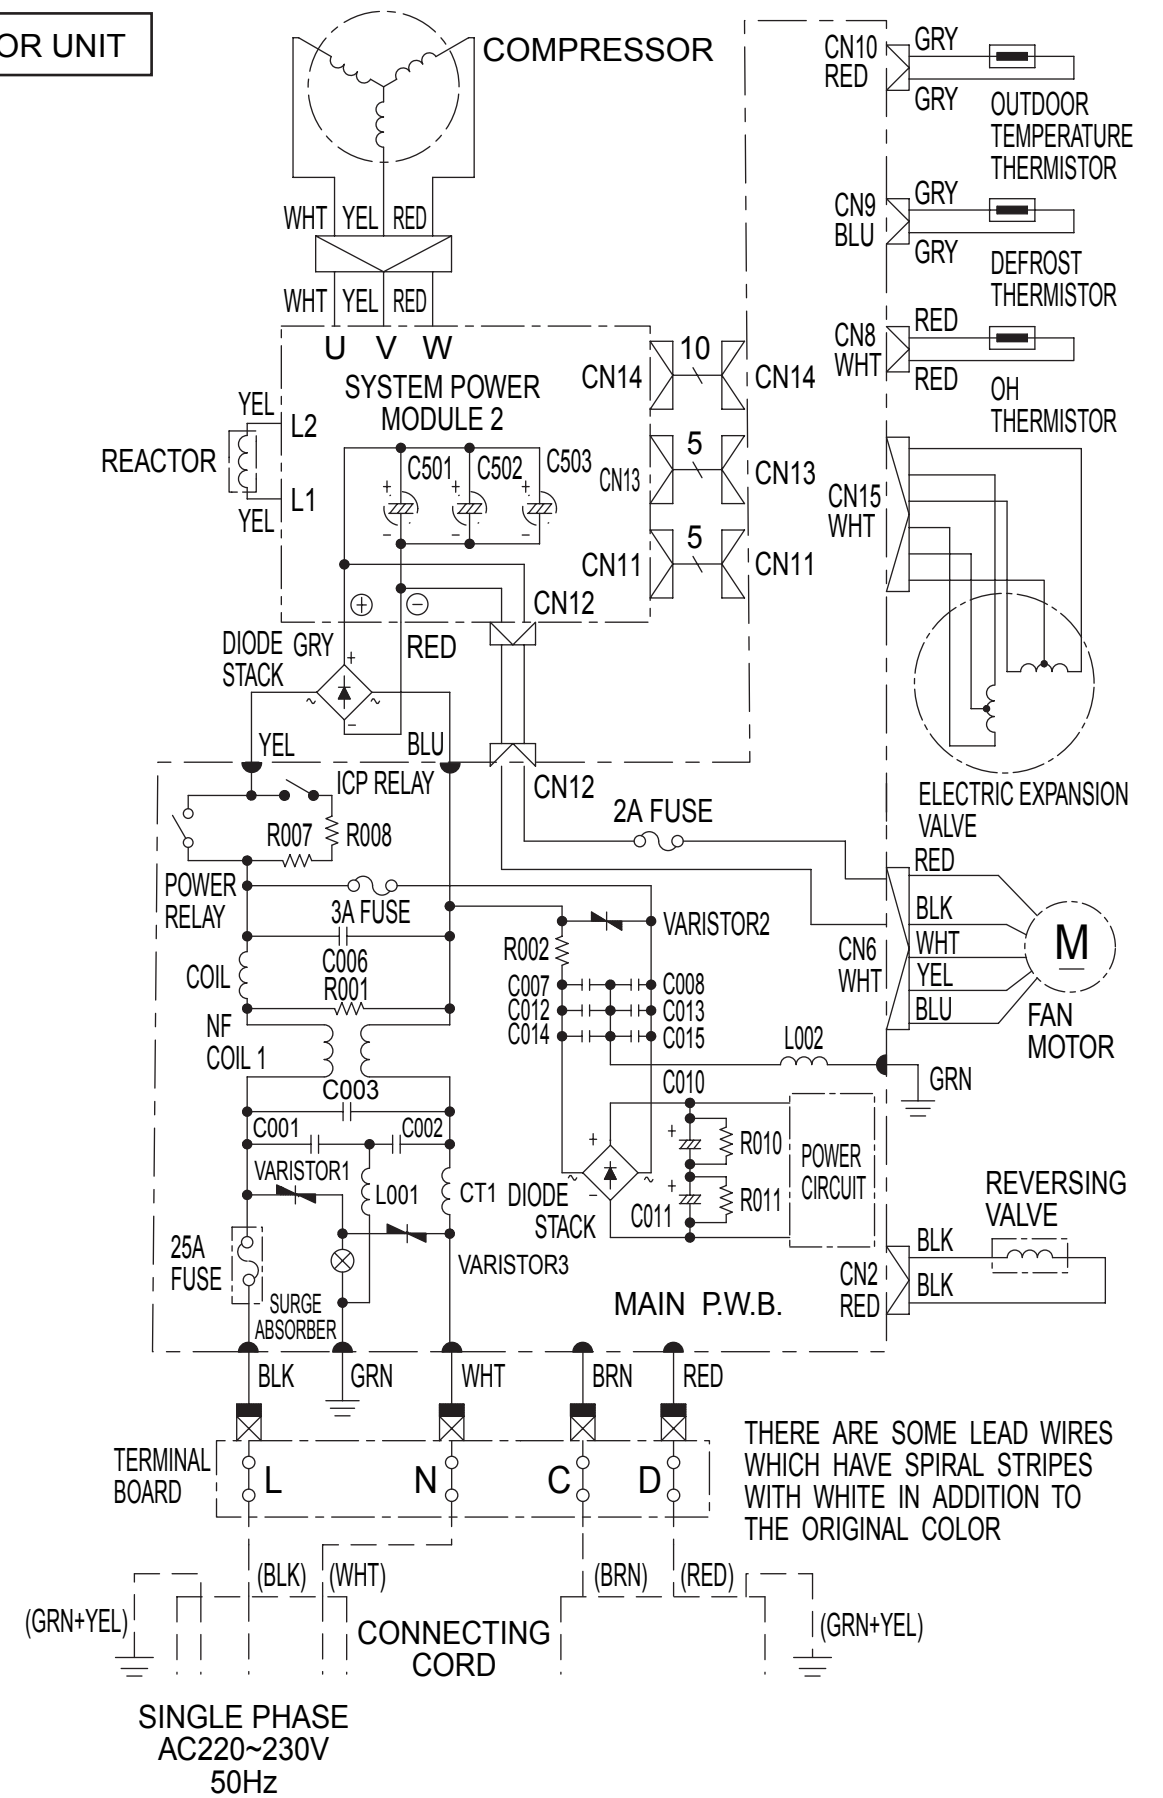 OR UNIT
COMPRESSOR
CN10
RED
GRY
GRY
OUTDOOR
TEMPERATURE
THERMISTOR
WHT YEL RED
WHT YEL RED
CN9
BLU
GRY
GRY
DEFROST
THERMISTOR
CN8
WHT
RED
RED
OH
THERMISTOR
U V W
SYSTEM POWER
MODULE 2
CN14
10
CN14
YEL
L2
REACTOR
L1
YEL
C501
C502
C503
+
+
+
-
-
-
CN13
5
CN13
CN11
5
CN11
CN15
WHT
+
-
CN12
DIODE
STACK
GRY
RED
+
~
~
-
YEL
BLU
ICP RELAY
CN12
ELECTRIC EXPANSION
VALVE
2A FUSE
R007
R008
POWER
RELAY
3A FUSE
VARISTOR2
R002
C006
R001
COIL
C007
C012
C014
C008
C013
C015
CN6
WHT
RED
BLK
WHT
YEL
BLU
M
FAN
MOTOR
NF
COIL 1
L002
GRN
C003
C010
C001
C002
VARISTOR1
L001
CT1
DIODE
STACK
+
~
~
-
+
R010
+
C011
R011
POWER
CIRCUIT
REVERSING
VALVE
25A
FUSE
VARISTOR3
SURGE
ABSORBER
MAIN P.W.B.
CN2
RED
BLK
BLK
BLK
GRN
WHT
BRN
RED
TERMINAL
BOARD
L
N
C
D
THERE ARE SOME LEAD WIRES
WHICH HAVE SPIRAL STRIPES
WITH WHITE IN ADDITION TO
THE ORIGINAL COLOR
(BLK)
(WHT)
(BRN)
(RED)
(GRN+YEL)
(GRN+YEL)
CONNECTING
CORD
SINGLE PHASE
AC220~230V
50Hz